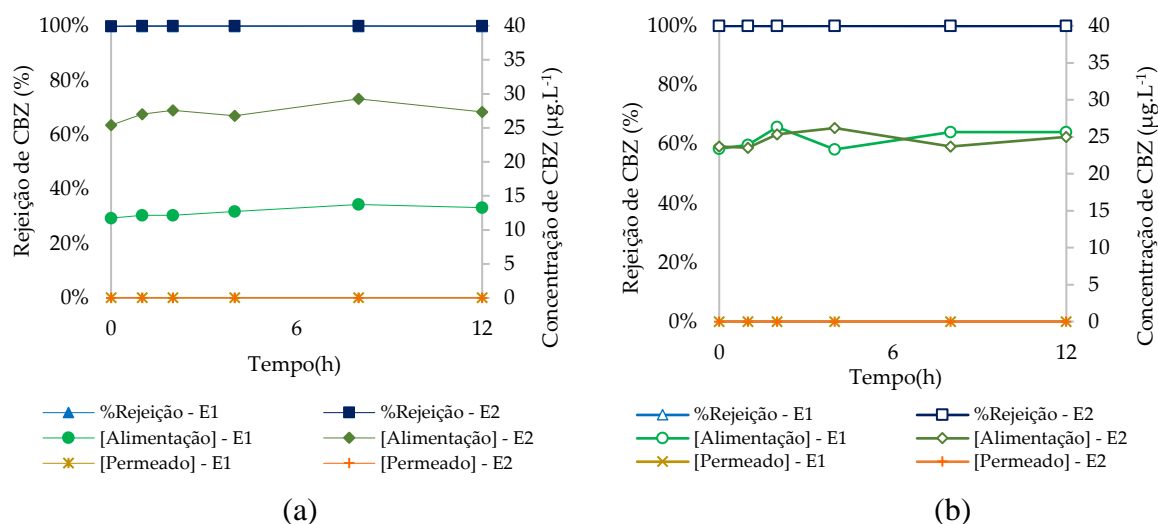 100%
80%
60%
40%
20%
0%
Rejeição de CBZ (%)
40
35
30
25
20
15
10
5
0
Concentração de CBZ (µg.L-1)
0 6 12
Tempo(h)
%Rejeição - E1 %Rejeição - E2
[Alimentação] - E1 [Alimentação] - E2
[Permeado] - E1 [Permeado] - E2
(a)
100%
80%
60%
40%
20%
0%
Rejeição de CBZ (%)
40
35
30
25
20
15
10
5
0
Concentração de CBZ (µg.L-1)
0 6 12
Tempo(h)
%Rejeição - E1 %Rejeição - E2
[Alimentação] - E1 [Alimentação] - E2
[Permeado] - E1 [Permeado] - E2
(b)